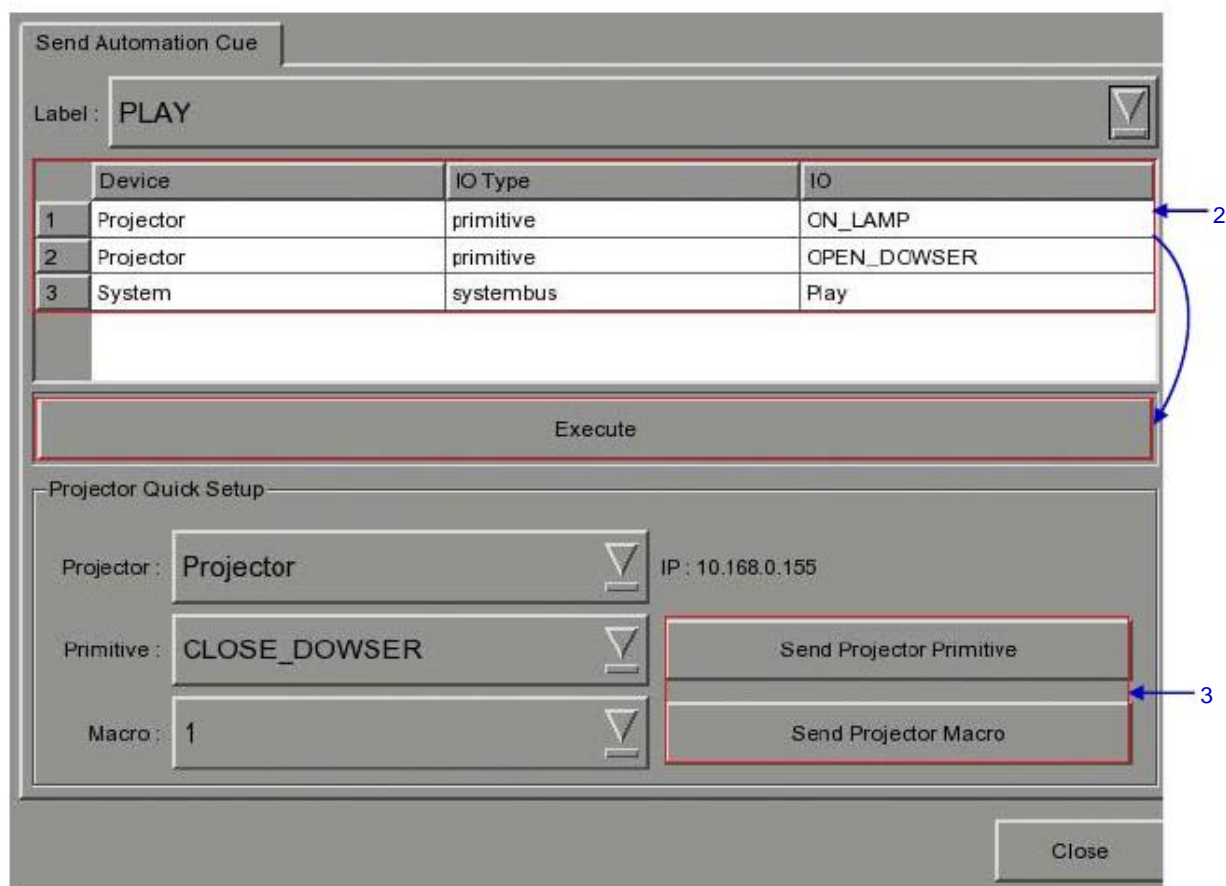 Send Automation Cue
Label : PLAY
Device IO Type IO
1 Projector primitive ON_LAMP
2 Projector primitive OPEN_DOWSER
3 System systembus Play
2
Execute
Projector Quick Setup
Projector : Projector IP : 10.168.0.155
Primitive : CLOSE_DOWSER Send Projector Primitive
3
Macro : 1 Send Projector Macro
Close